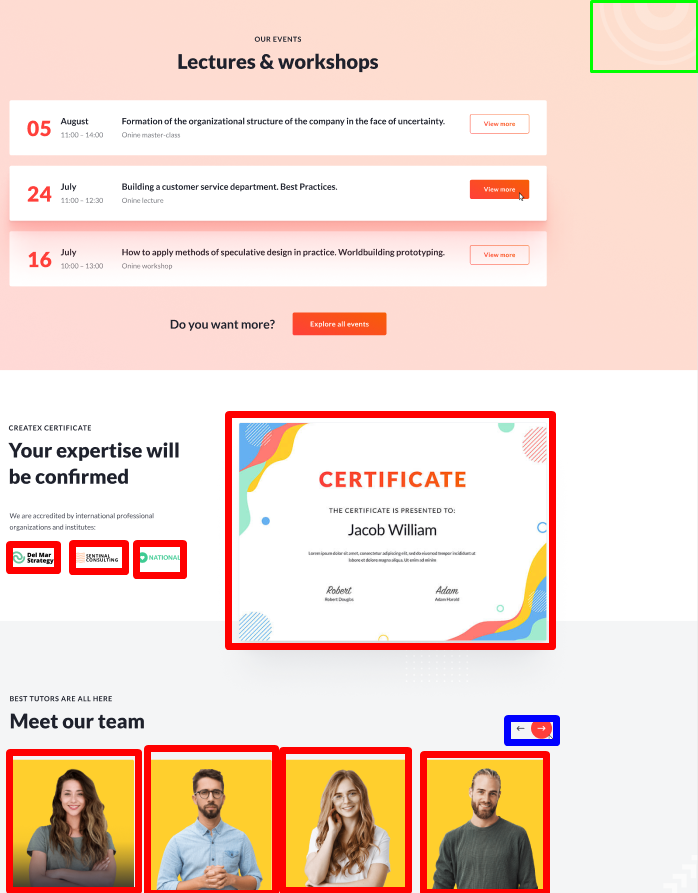 OUR EVENTS
Lectures & workshops
05
August
11:00 - 14:00
Formation of the organizational structure of the company in the face of uncertainty.
Onine master-class
View more
24
July
11:00 - 12:30
Building a customer service department. Best Practices.
Onine lecture
View more
16
July
10:00 - 13:00
How to apply methods of speculative design in practice. Worldbuilding prototyping.
Onine workshop
View more
Do you want more?
Explore all events
CREATEX CERTIFICATE
Your expertise will
be confirmed
We are accredited by international professional
organizations and institutes:
Del Mar
Strategy
SENTINAL
CONSULTING
NATIONAL
CERTIFICATE
THE CERTIFICATE IS PRESENTED TO:
Jacob William
Lorem ipsum dolor sit amet, consectetur adipiscing elit, sed do eiusmod tempor incididunt ut
labore et dolore magna aliqua. Ut enim ad minim
Robert
Robert Douglas
Adam
Adam Harold
BEST TUTORS ARE ALL HERE
Meet our team